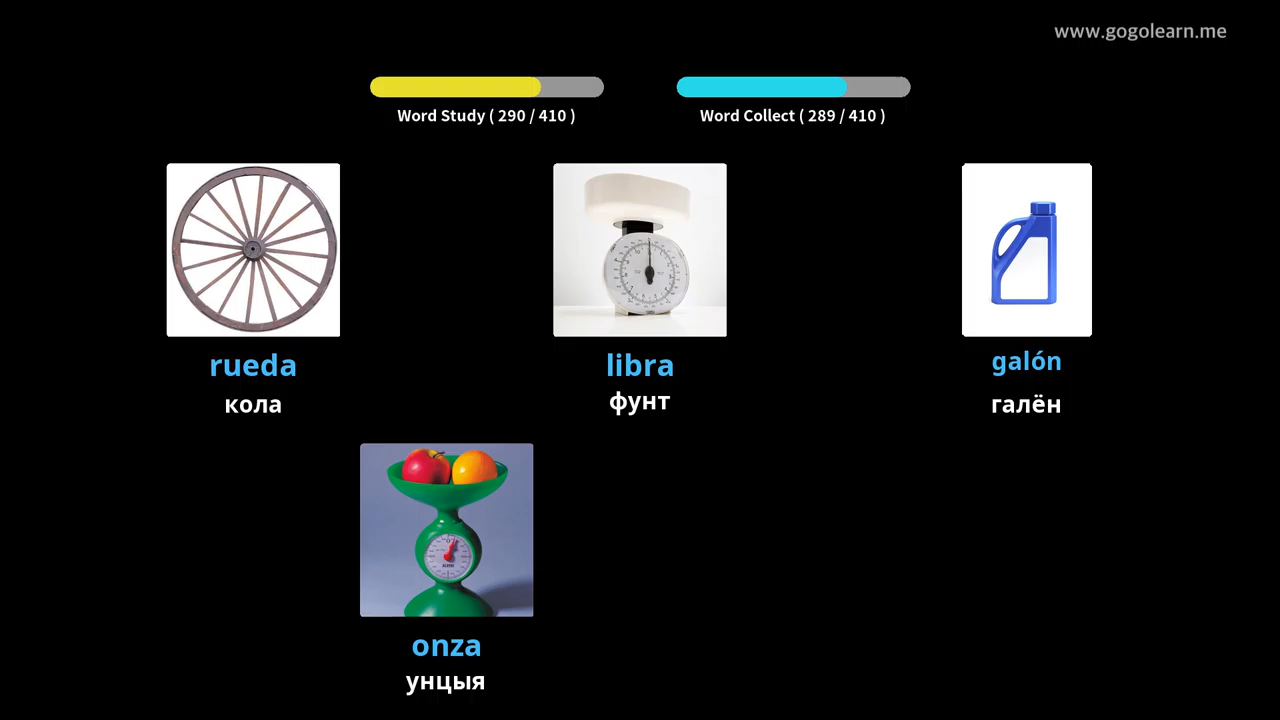 www.gogolearn.me
Word Study ( 290 / 410 )
Word Collect ( 289 / 410 )
rueda
libra
galón
кола
фунт
галён
onza
унцыя